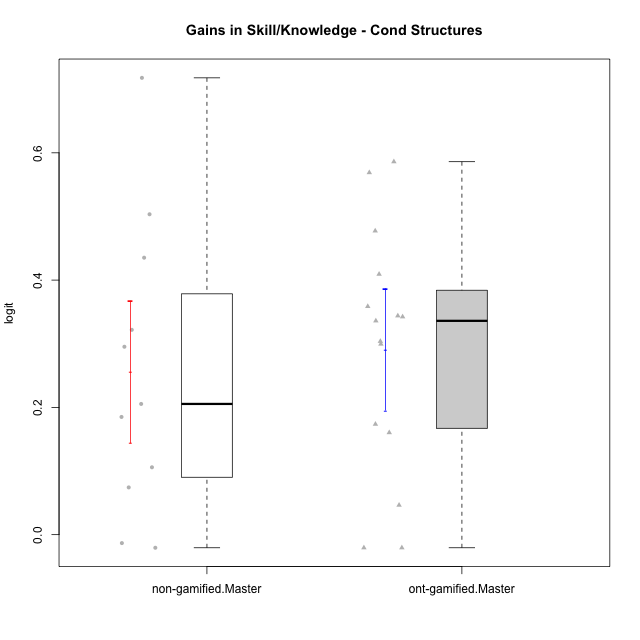 Gains in Skill/Knowledge - Cond Structures
logit
0.6
0.4
0.2
0.0
non-gamified.Master
ont-gamified.Master